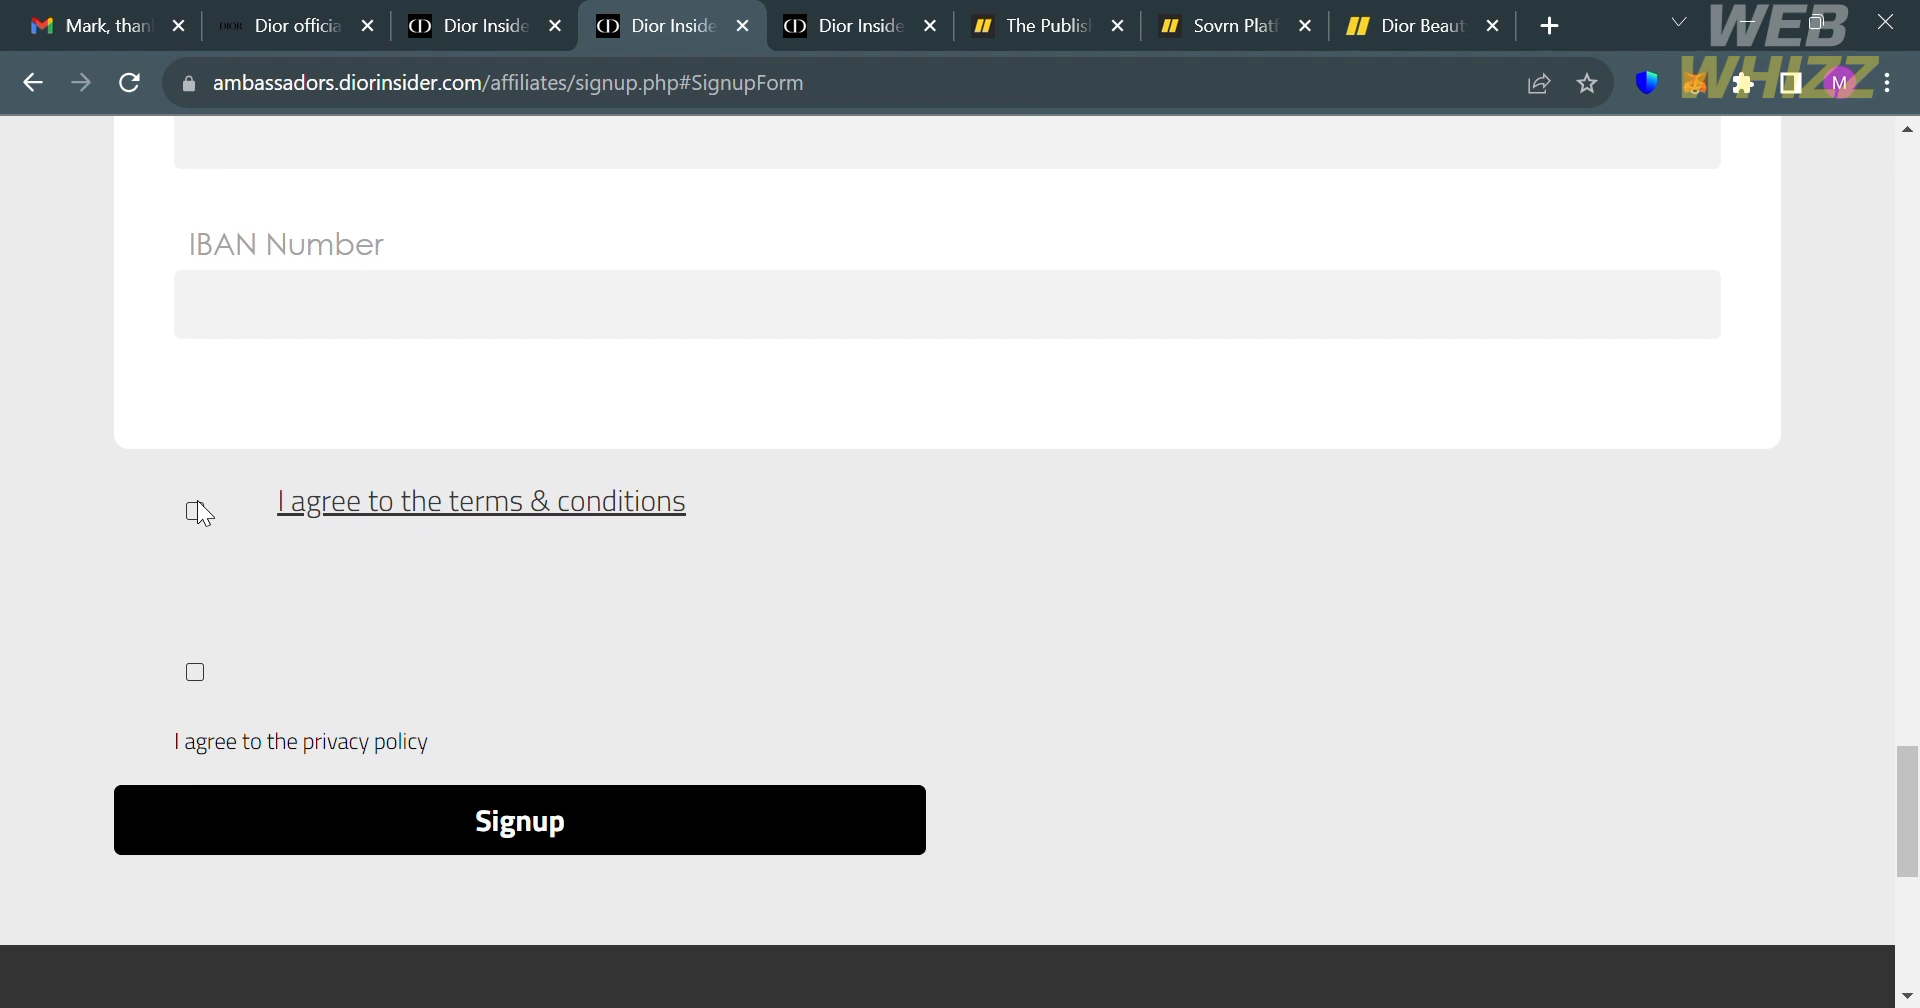 Mark, than
DIOR Dior officia
Dior Inside
Dior Inside
Dior Inside
The Publis
Sovrn Platf
Dior Beaut
WEB
WHIZZ
ambassadors.diorinsider.com/affiliates/signup.php#SignupForm
M
IBAN Number
I agree to the terms & conditions
I agree to the privacy policy
Signup